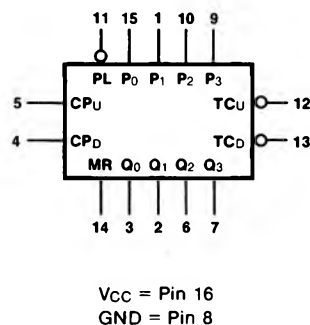 11 15 1 10 9
PL P0 P1 P2 P3
5 CPU TCU 12
4 CPD TCD 13
MR Q0 Q1 Q2 Q3
14 3 2 6 7
VCC = Pin 16
GND = Pin 8